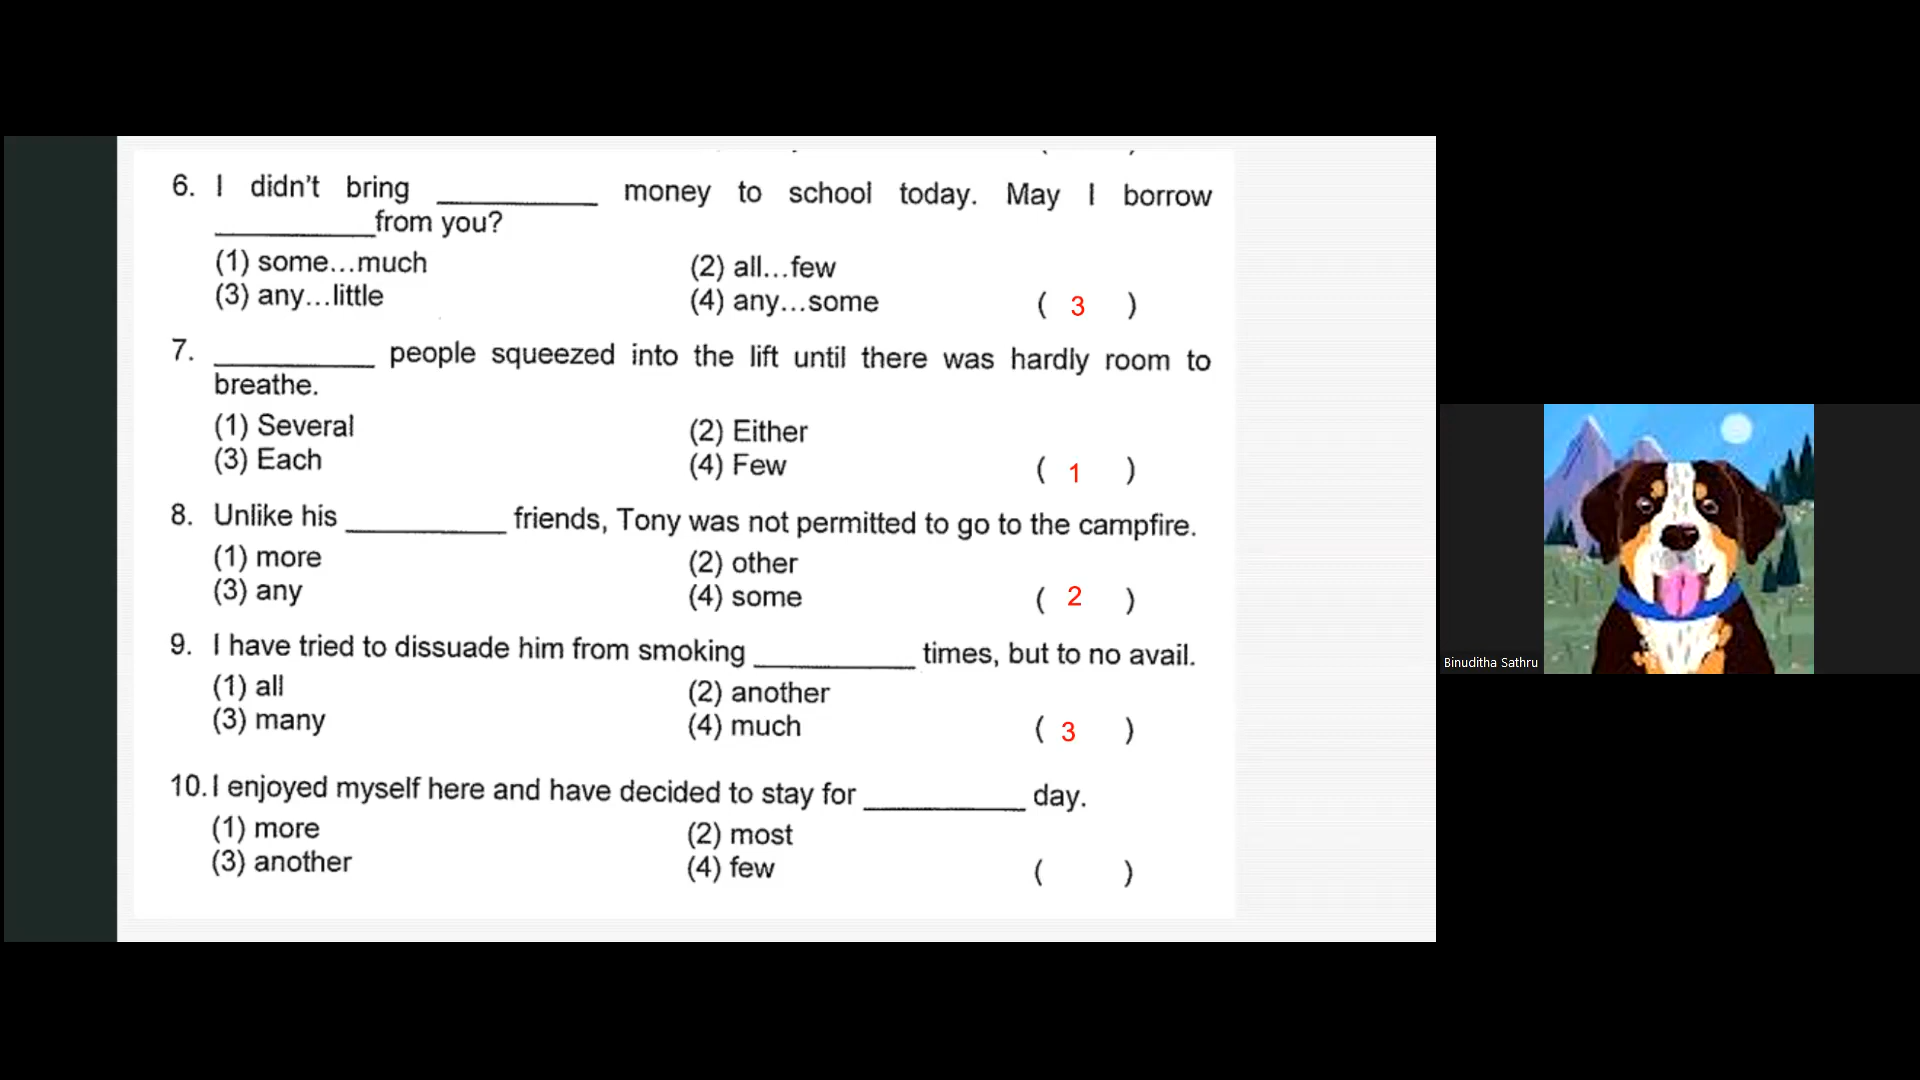 6. I didn't bring __________ money to school today. May I borrow
__________from you?
(1) some...much (2) all...few
(3) any...little (4) any...some ( 3 )
7. __________ people squeezed into the lift until there was hardly room to
breathe.
(1) Several (2) Either
(3) Each (4) Few ( 1 )
8. Unlike his __________ friends, Tony was not permitted to go to the campfire.
(1) more (2) other
(3) any (4) some ( 2 )
9. I have tried to dissuade him from smoking __________ times, but to no avail.
(1) all (2) another
(3) many (4) much ( 3 )
10. I enjoyed myself here and have decided to stay for __________ day.
(1) more (2) most
(3) another (4) few ( )
Binuditha Sathru